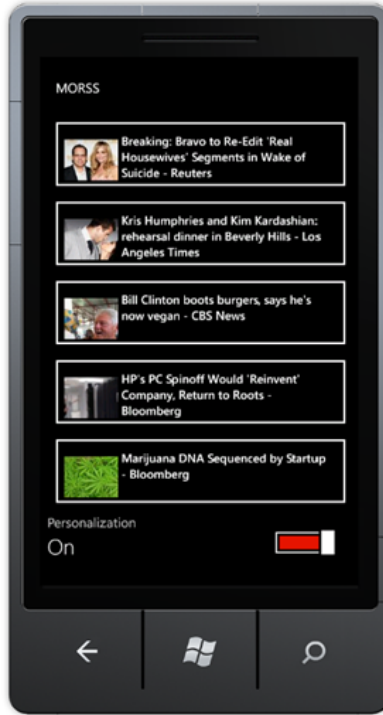 MORSS
Breaking: Bravo to Re-Edit 'Real
Housewives' Segments in Wake of
Suicide - Reuters
Kris Humphries and Kim Kardashian:
rehearsal dinner in Beverly Hills - Los
Angeles Times
Bill Clinton boots burgers, says he's
now vegan - CBS News
HP's PC Spinoff Would 'Reinvent'
Company, Return to Roots -
Bloomberg
Marijuana DNA Sequenced by Startup
- Bloomberg
Personalization
On